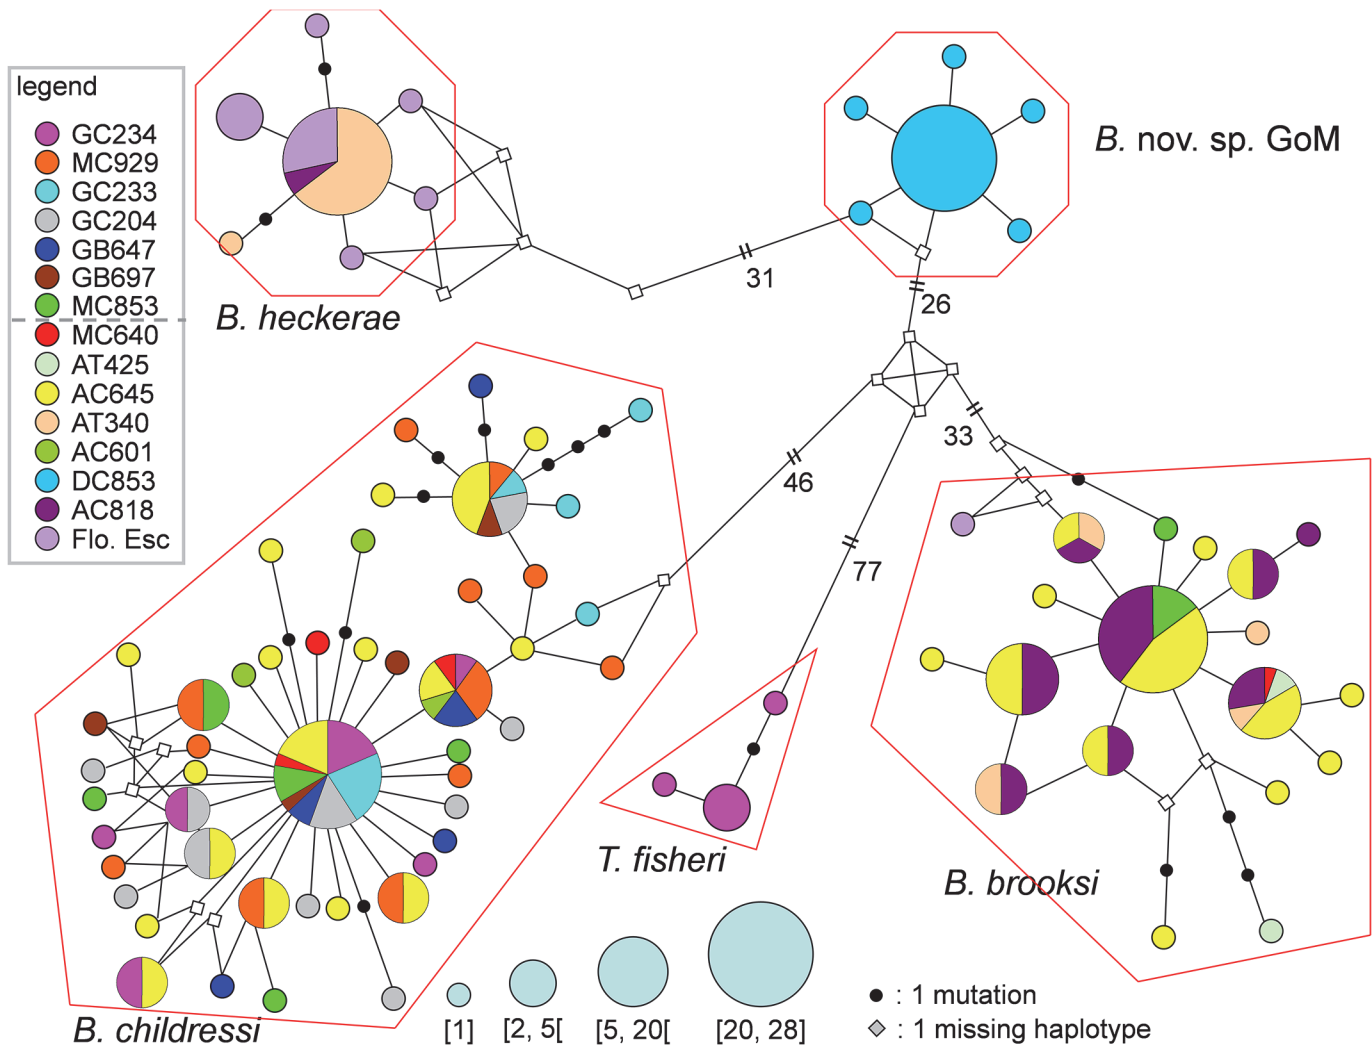 legend
GC234
MC929
GC233
GC204
GB647
GB697
MC853
MC640
AT425
AC645
AT340
AC601
DC853
AC818
Flo. Esc
B. heckerae
B. nov. sp. GoM
31
26
33
46
77
T. fisheri
B. brooksi
B. childressi
[1]
[2, 5[
[5, 20[
[20, 28]
: 1 mutation
: 1 missing haplotype